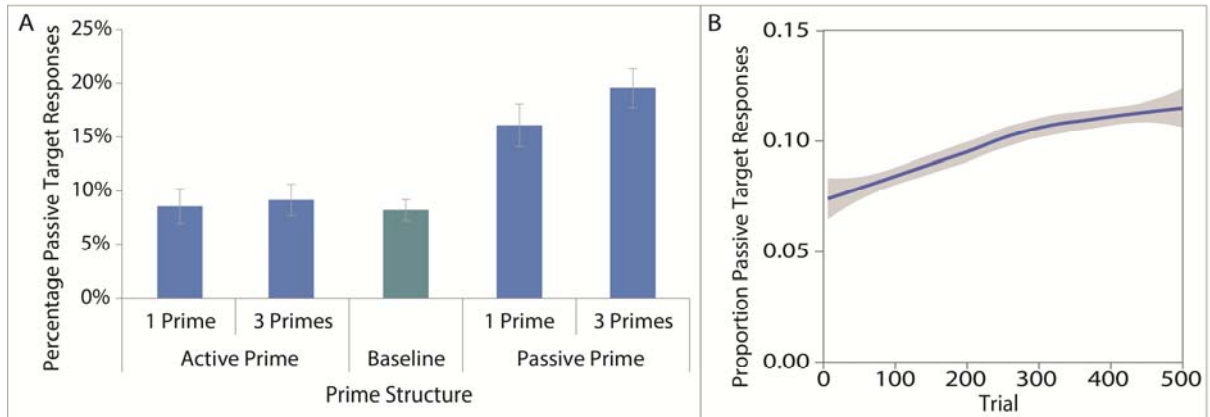 A
Percentage Passive Target Responses
25%
20%
15%
10%
5%
0%
1 Prime 3 Primes 1 Prime 3 Primes
Active Prime Baseline Passive Prime
Prime Structure
B
Proportion Passive Target Responses
0.15
0.10
0.05
0.00
0 100 200 300 400 500
Trial